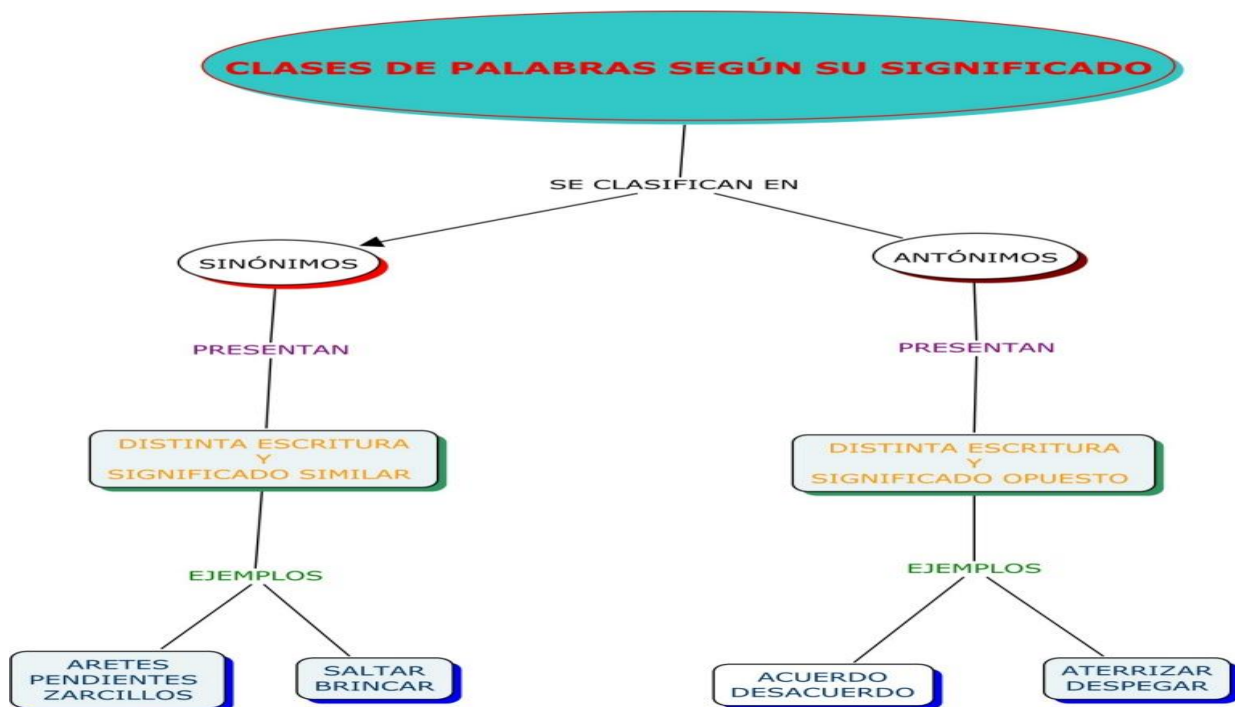 CLASES DE PALABRAS SEGÚN SU SIGNIFICADO
SE CLASIFICAN EN
SINÓNIMOS
ANTÓNIMOS
PRESENTAN
PRESENTAN
DISTINTA ESCRITURA
Y
SIGNIFICADO SIMILAR
DISTINTA ESCRITURA
Y
SIGNIFICADO OPUESTO
EJEMPLOS
EJEMPLOS
ARETES
PENDIENTES
ZARCILLOS
SALTAR
BRINCAR
ACUERDO
DESACUERDO
ATERRIZAR
DESPEGAR